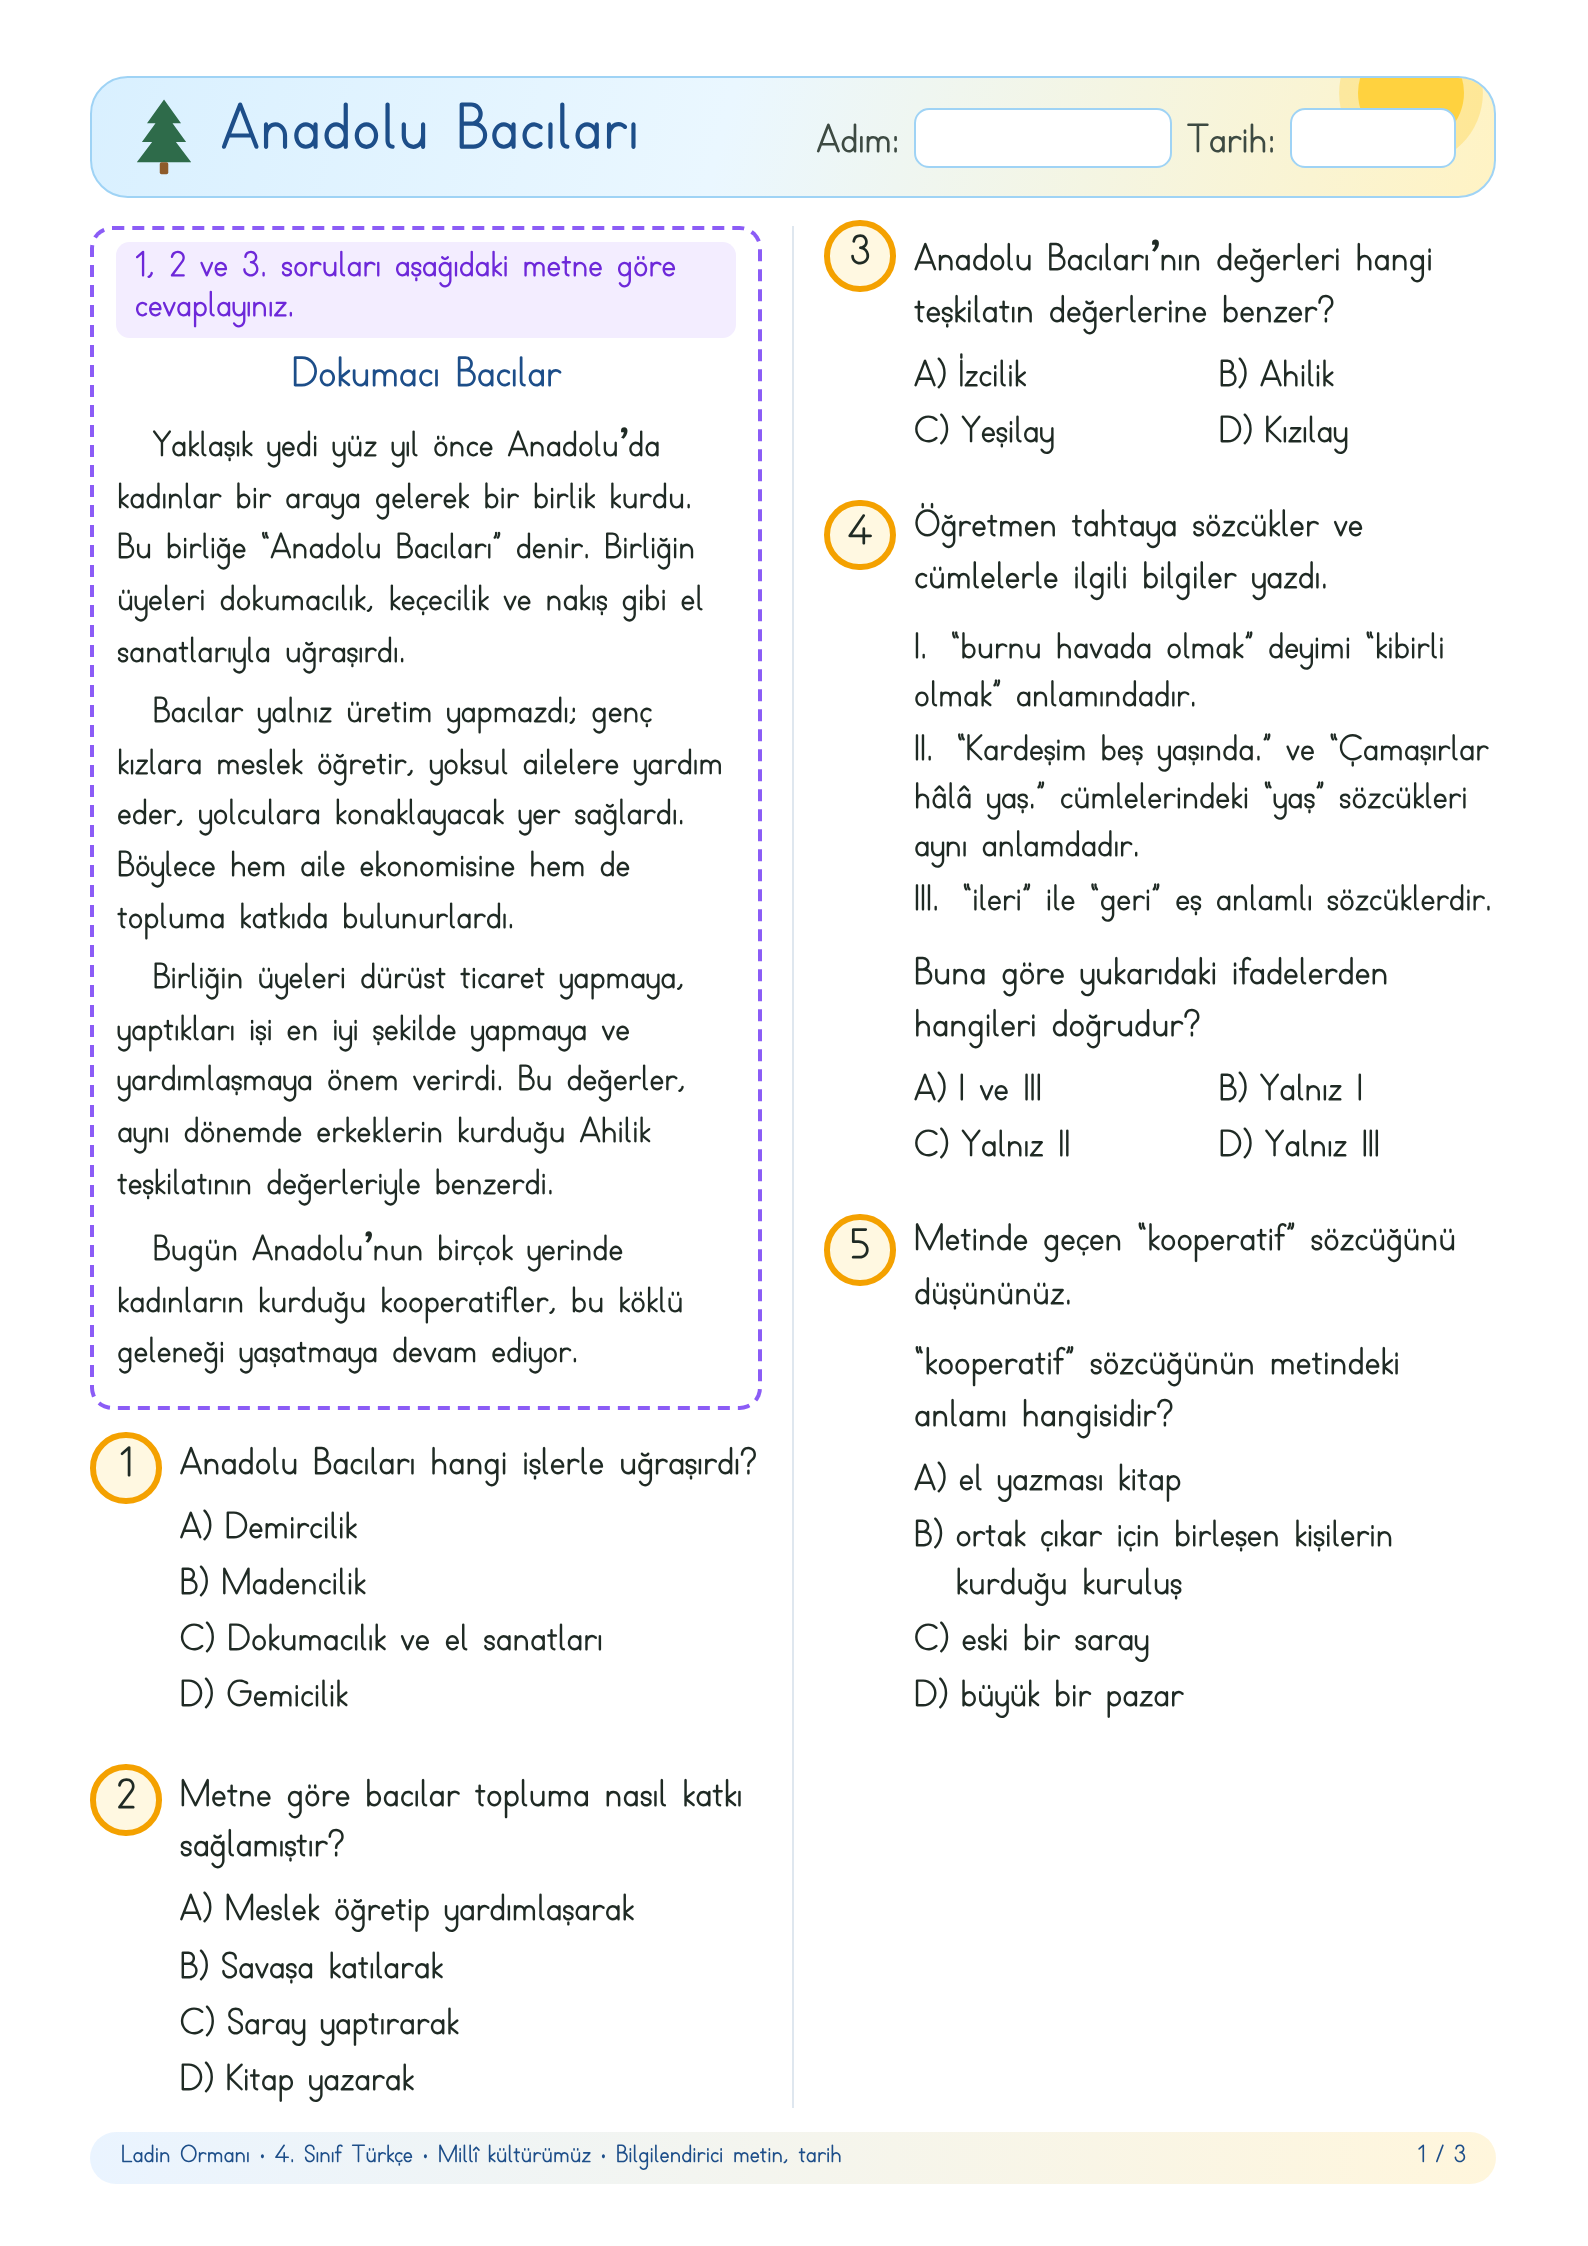 Anadolu Bacıları
Adım:
Tarih:
1, 2 ve 3. soruları aşağıdaki metne göre
cevaplayınız.
Dokumacı Bacılar
Yaklaşık yedi yüz yıl önce Anadolu’da
kadınlar bir araya gelerek bir birlik kurdu.
Bu birliğe “Anadolu Bacıları” denir. Birliğin
üyeleri dokumacılık, keçecilik ve nakış gibi el
sanatlarıyla uğraşırdı.
Bacılar yalnız üretim yapmazdı; genç
kızlara meslek öğretir, yoksul ailelere yardım
eder, yolculara konaklayacak yer sağlardı.
Böylece hem aile ekonomisine hem de
topluma katkıda bulunurlardı.
Birliğin üyeleri dürüst ticaret yapmaya,
yaptıkları işi en iyi şekilde yapmaya ve
yardımlaşmaya önem verirdi. Bu değerler,
aynı dönemde erkeklerin kurduğu Ahilik
teşkilatının değerleriyle benzerdi.
Bugün Anadolu’nun birçok yerinde
kadınların kurduğu kooperatifler, bu köklü
geleneği yaşatmaya devam ediyor.
1 Anadolu Bacıları hangi işlerle uğraşırdı?
A) Demircilik
B) Madencilik
C) Dokumacılık ve el sanatları
D) Gemicilik
2 Metne göre bacılar topluma nasıl katkı
sağlamıştır?
A) Meslek öğretip yardımlaşarak
B) Savaşa katılarak
C) Saray yaptırarak
D) Kitap yazarak
3 Anadolu Bacıları’nın değerleri hangi
teşkilatın değerlerine benzer?
A) İzcilik B) Ahilik
C) Yeşilay D) Kızılay
4 Öğretmen tahtaya sözcükler ve
cümlelerle ilgili bilgiler yazdı.
I. “burnu havada olmak” deyimi “kibirli
olmak” anlamındadır.
II. “Kardeşim beş yaşında.” ve “Çamaşırlar
hâlâ yaş.” cümlelerindeki “yaş” sözcükleri
aynı anlamdadır.
III. “ileri” ile “geri” eş anlamlı sözcüklerdir.
Buna göre yukarıdaki ifadelerden
hangileri doğrudur?
A) I ve III B) Yalnız I
C) Yalnız II D) Yalnız III
5 Metinde geçen “kooperatif” sözcüğünü
düşününüz.
“kooperatif” sözcüğünün metindeki
anlamı hangisidir?
A) el yazması kitap
B) ortak çıkar için birleşen kişilerin
kurduğu kuruluş
C) eski bir saray
D) büyük bir pazar
Ladin Ormanı • 4. Sınıf Türkçe • Millî kültürümüz • Bilgilendirici metin, tarih
1 / 3